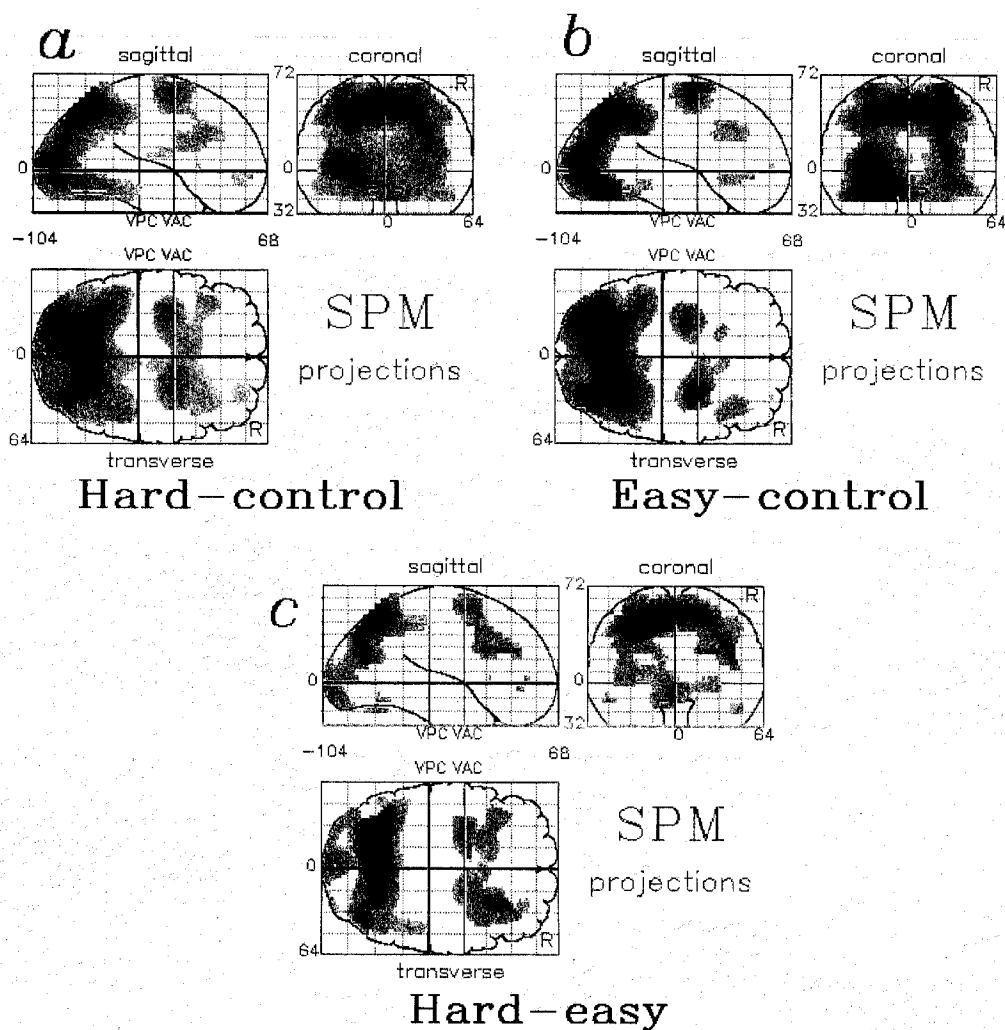 a
sagittal
coronal
72
R
0
0
VPC VAC
32
0
64
-104
68
VPC VAC
0
64
R
transverse
SPM
projections
Hard-control
b
sagittal
coronal
72
R
0
0
VPC VAC
32
0
64
-104
68
VPC VAC
0
64
R
transverse
SPM
projections
Easy-control
c
sagittal
coronal
72
R
0
0
VPC VAC
32
0
64
-104
68
VPC VAC
0
64
R
transverse
SPM
projections
Hard-easy